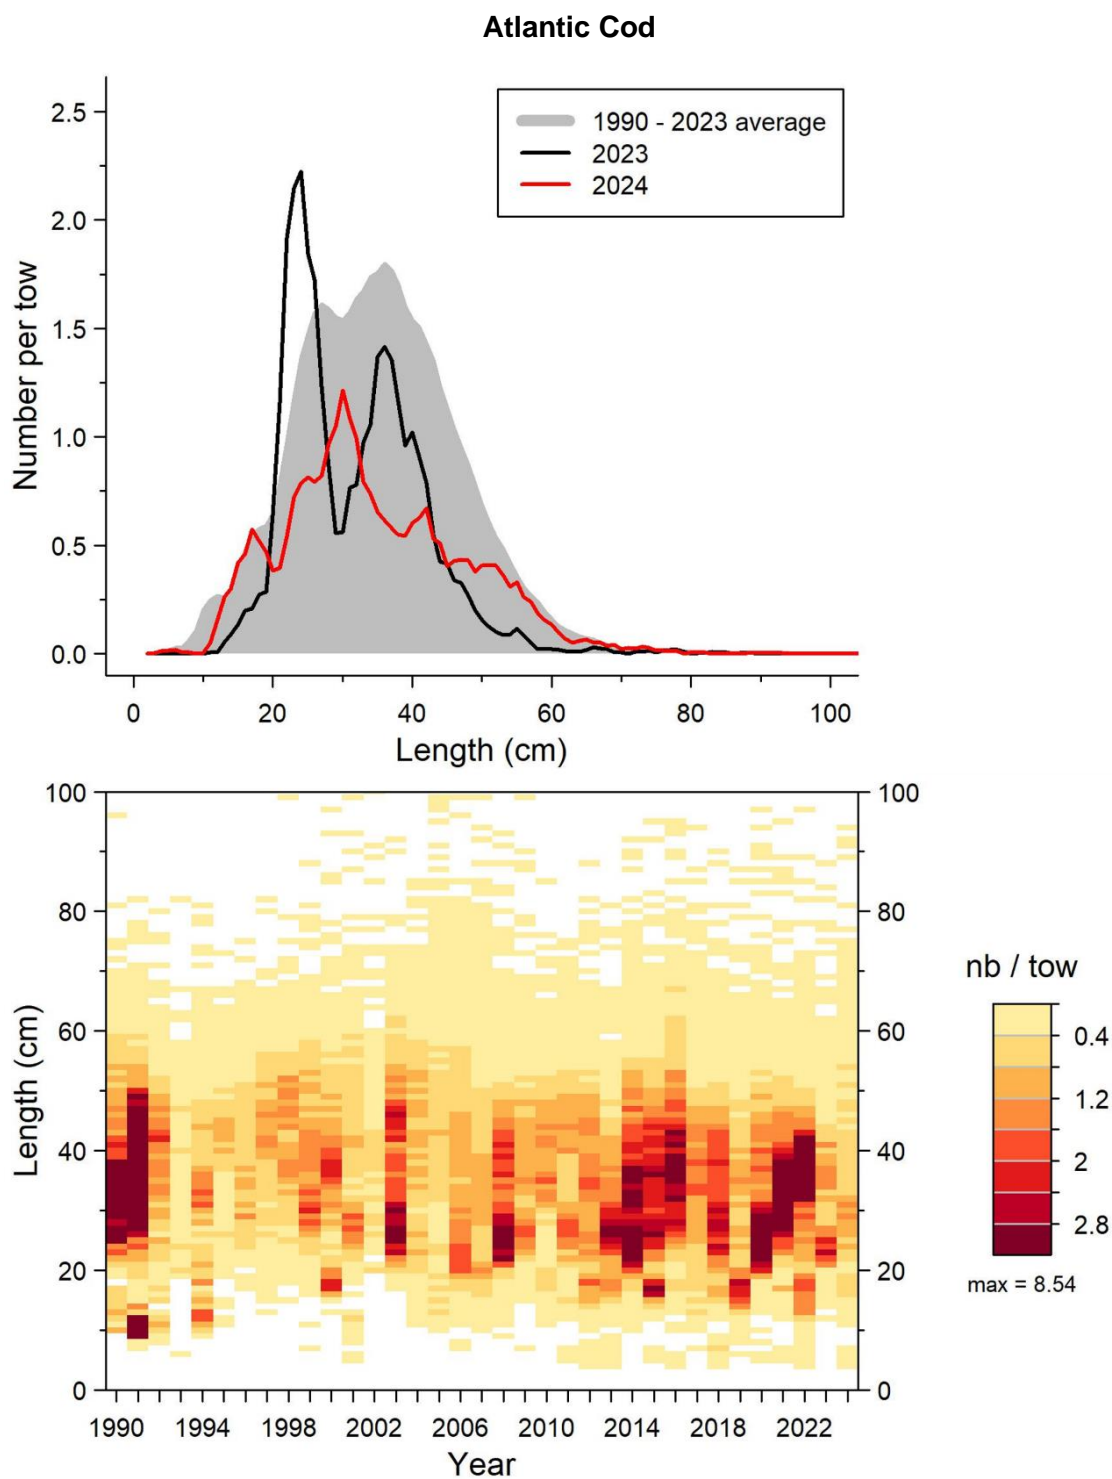 Atlantic Cod
2.5
2.0
1.5
1.0
0.5
0.0
Number per tow
1990 - 2023 average
2023
2024
0 20 40 60 80 100
Length (cm)
100
80
60
40
20
0
Length (cm)
100
80
60
40
20
0
1990 1994 1998 2002 2006 2010 2014 2018 2022
Year
nb / tow
0.4
1.2
2
2.8
max = 8.54